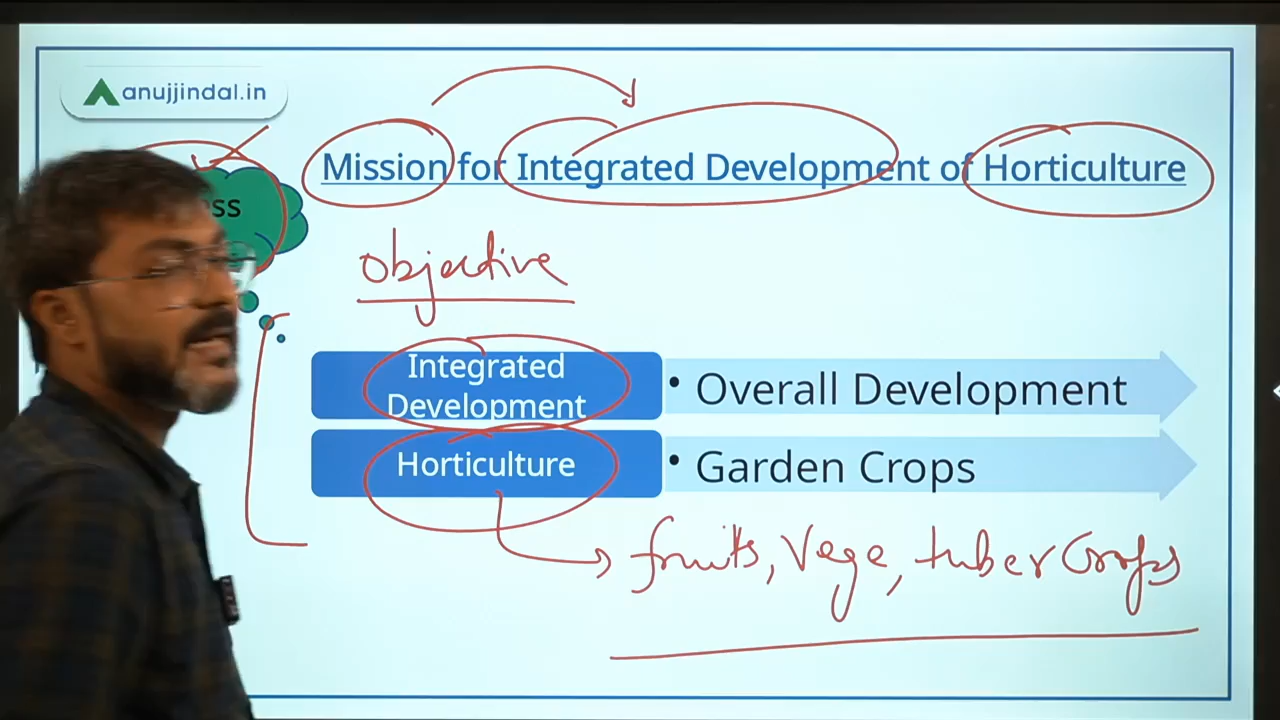 anujjindal.in
Mission for Integrated Development of Horticulture
ss
objective
Integrated
Development
• Overall Development
Horticulture
• Garden Crops
fruits, Vege, tuber Crops